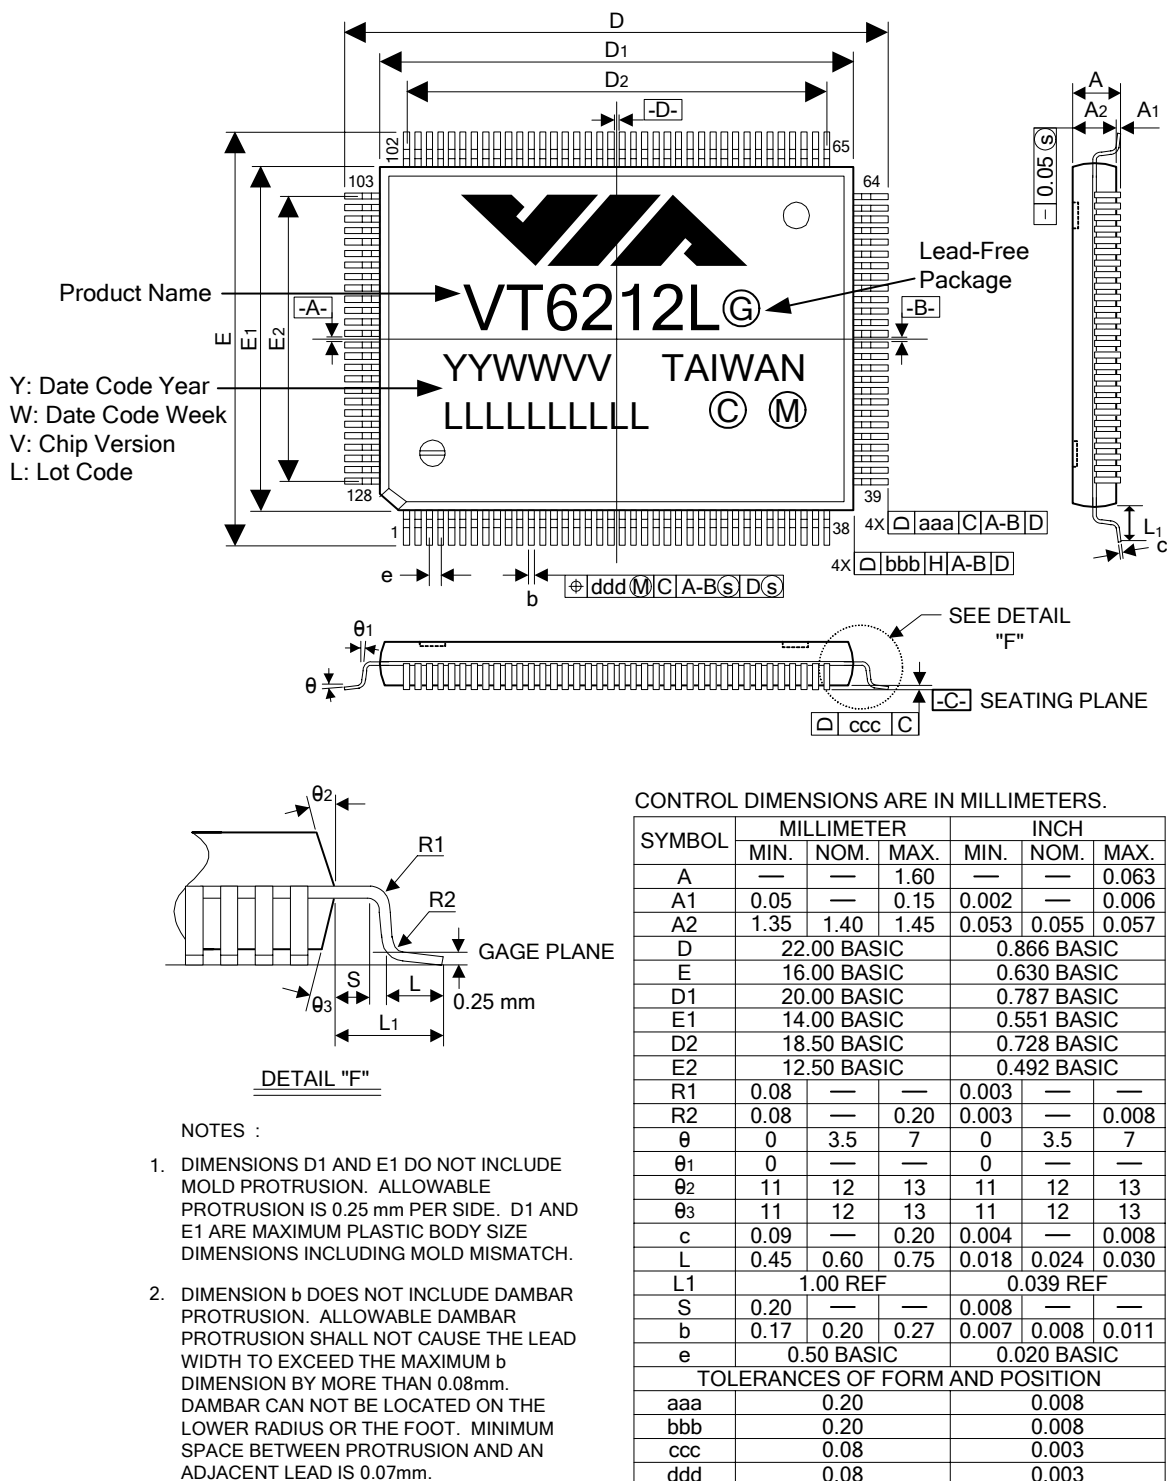 D
D1
D2
-D-
A
A2 A1
102
65
— 0.05 Ⓢ
103
64
VIA
Lead-Free
Package
Product Name
VT6212L Ⓖ
-A-
-B-
E
E1
E2
YYWWVV TAIWAN
LLLLLLLLLL Ⓒ Ⓜ
Y: Date Code Year
W: Date Code Week
V: Chip Version
L: Lot Code
128
39
1
38
4X D aaa C A-B D
L1
c
4X D bbb H A-B D
e
b
⌖ ddd Ⓜ C A-B Ⓢ D Ⓢ
SEE DETAIL
"F"
θ1
θ
-C- SEATING PLANE
D ccc C
θ2
R1
R2
GAGE PLANE
S
L
0.25 mm
θ3
L1
DETAIL "F"
NOTES :
1. DIMENSIONS D1 AND E1 DO NOT INCLUDE
MOLD PROTRUSION. ALLOWABLE
PROTRUSION IS 0.25 mm PER SIDE. D1 AND
E1 ARE MAXIMUM PLASTIC BODY SIZE
DIMENSIONS INCLUDING MOLD MISMATCH.
2. DIMENSION b DOES NOT INCLUDE DAMBAR
PROTRUSION. ALLOWABLE DAMBAR
PROTRUSION SHALL NOT CAUSE THE LEAD
WIDTH TO EXCEED THE MAXIMUM b
DIMENSION BY MORE THAN 0.08mm.
DAMBAR CAN NOT BE LOCATED ON THE
LOWER RADIUS OR THE FOOT. MINIMUM
SPACE BETWEEN PROTRUSION AND AN
ADJACENT LEAD IS 0.07mm.
CONTROL DIMENSIONS ARE IN MILLIMETERS.
SYMBOL MILLIMETER INCH
MIN. NOM. MAX. MIN. NOM. MAX.
A — — 1.60 — — 0.063
A1 0.05 — 0.15 0.002 — 0.006
A2 1.35 1.40 1.45 0.053 0.055 0.057
D 22.00 BASIC 0.866 BASIC
E 16.00 BASIC 0.630 BASIC
D1 20.00 BASIC 0.787 BASIC
E1 14.00 BASIC 0.551 BASIC
D2 18.50 BASIC 0.728 BASIC
E2 12.50 BASIC 0.492 BASIC
R1 0.08 — — 0.003 — —
R2 0.08 — 0.20 0.003 — 0.008
θ 0 3.5 7 0 3.5 7
θ1 0 — — 0 — —
θ2 11 12 13 11 12 13
θ3 11 12 13 11 12 13
c 0.09 — 0.20 0.004 — 0.008
L 0.45 0.60 0.75 0.018 0.024 0.030
L1 1.00 REF 0.039 REF
S 0.20 — — 0.008 — —
b 0.17 0.20 0.27 0.007 0.008 0.011
e 0.50 BASIC 0.020 BASIC
TOLERANCES OF FORM AND POSITION
aaa 0.20 0.008
bbb 0.20 0.008
ccc 0.08 0.003
ddd 0.08 0.003